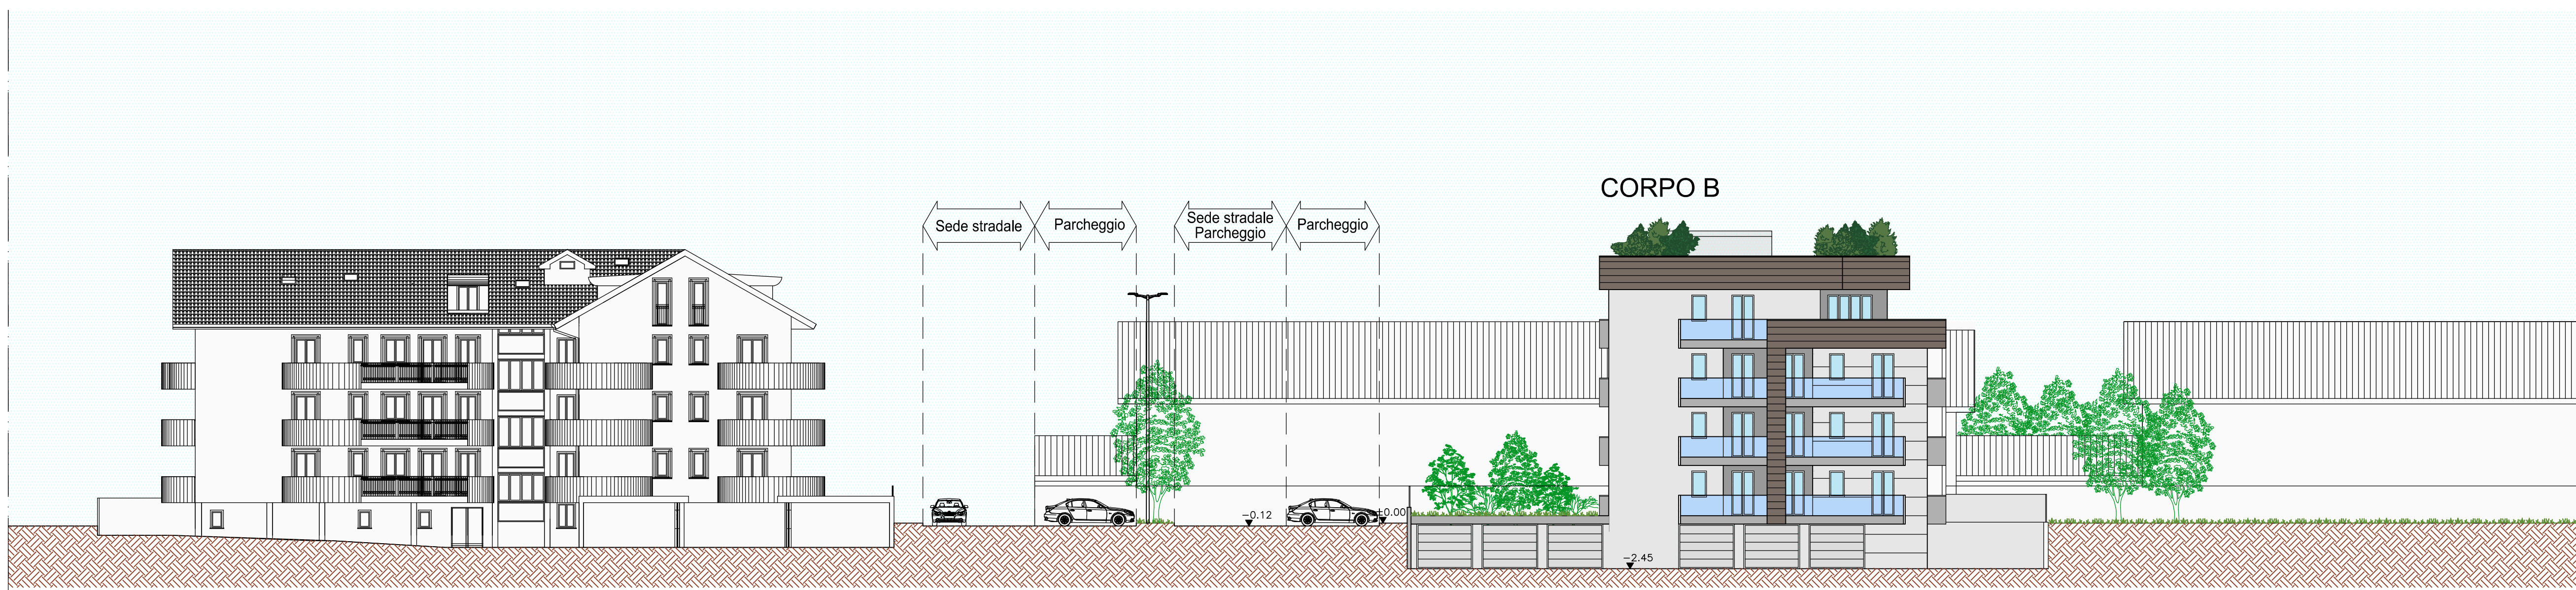 CORPO B
Sede stradale
Parcheggio
Sede stradale
Parcheggio
Parcheggio
-0.12
±0.00
-2.45